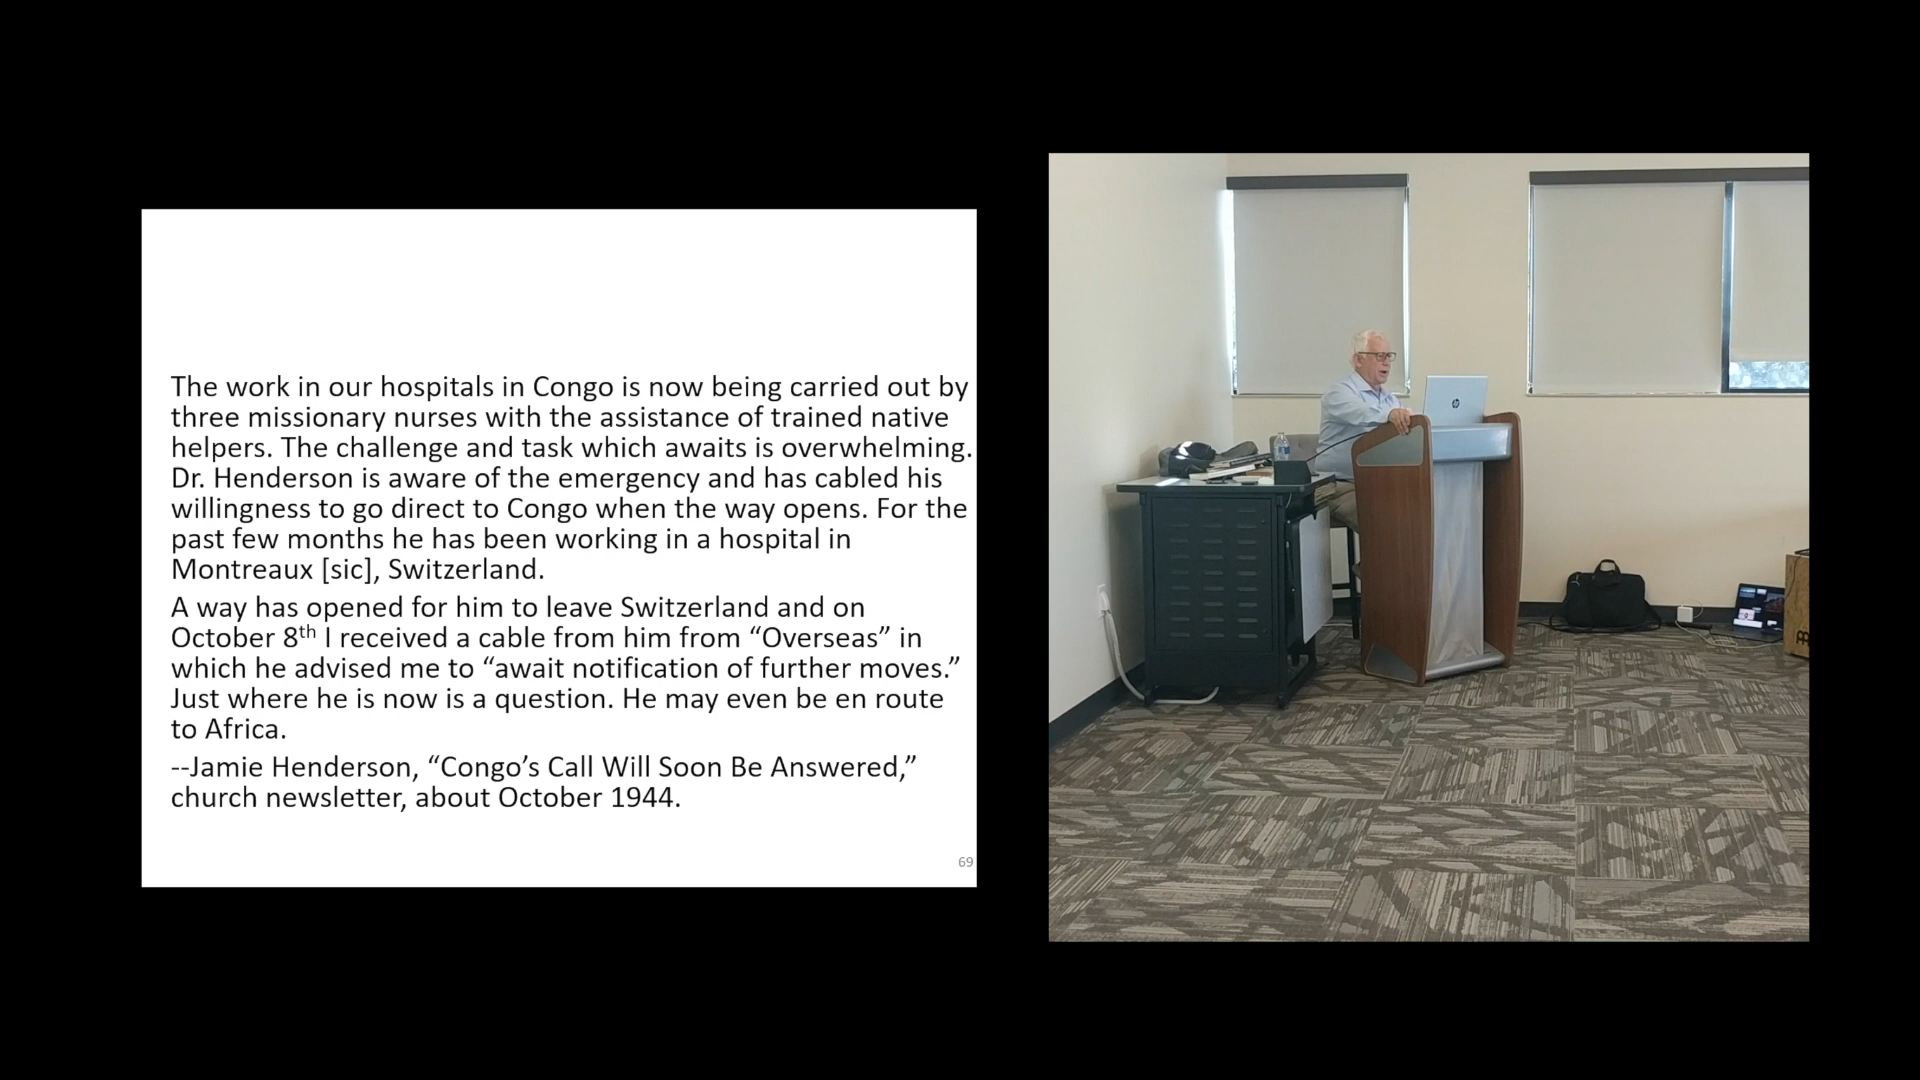 The work in our hospitals in Congo is now being carried out by
three missionary nurses with the assistance of trained native
helpers. The challenge and task which awaits is overwhelming.
Dr. Henderson is aware of the emergency and has cabled his
willingness to go direct to Congo when the way opens. For the
past few months he has been working in a hospital in
Montreaux [sic], Switzerland.
A way has opened for him to leave Switzerland and on
October 8th I received a cable from him from “Overseas” in
which he advised me to “await notification of further moves.”
Just where he is now is a question. He may even be en route
to Africa.
--Jamie Henderson, “Congo’s Call Will Soon Be Answered,”
church newsletter, about October 1944.
69
hp